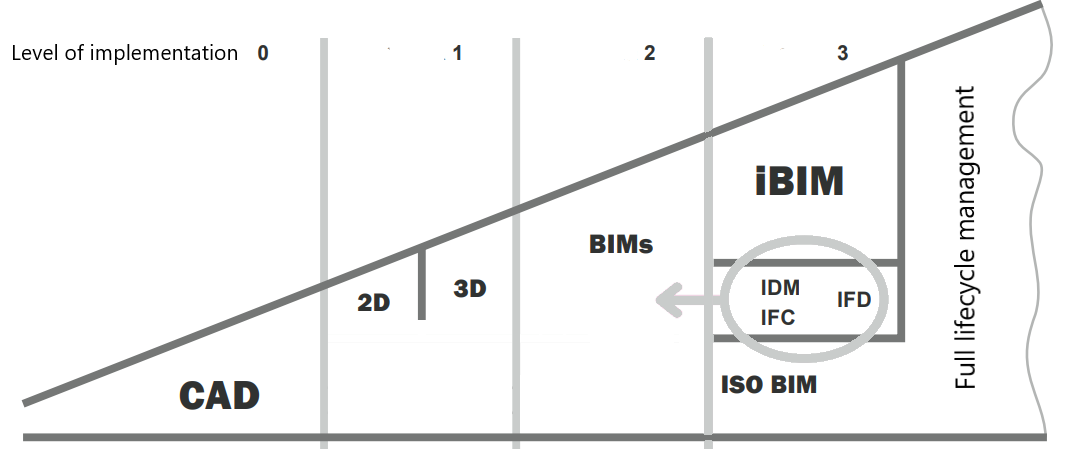 Level of implementation 0 1 2 3
iBIM
BIMs
2D 3D
IDM IFD
IFC
CAD
ISO BIM
Full lifecycle management